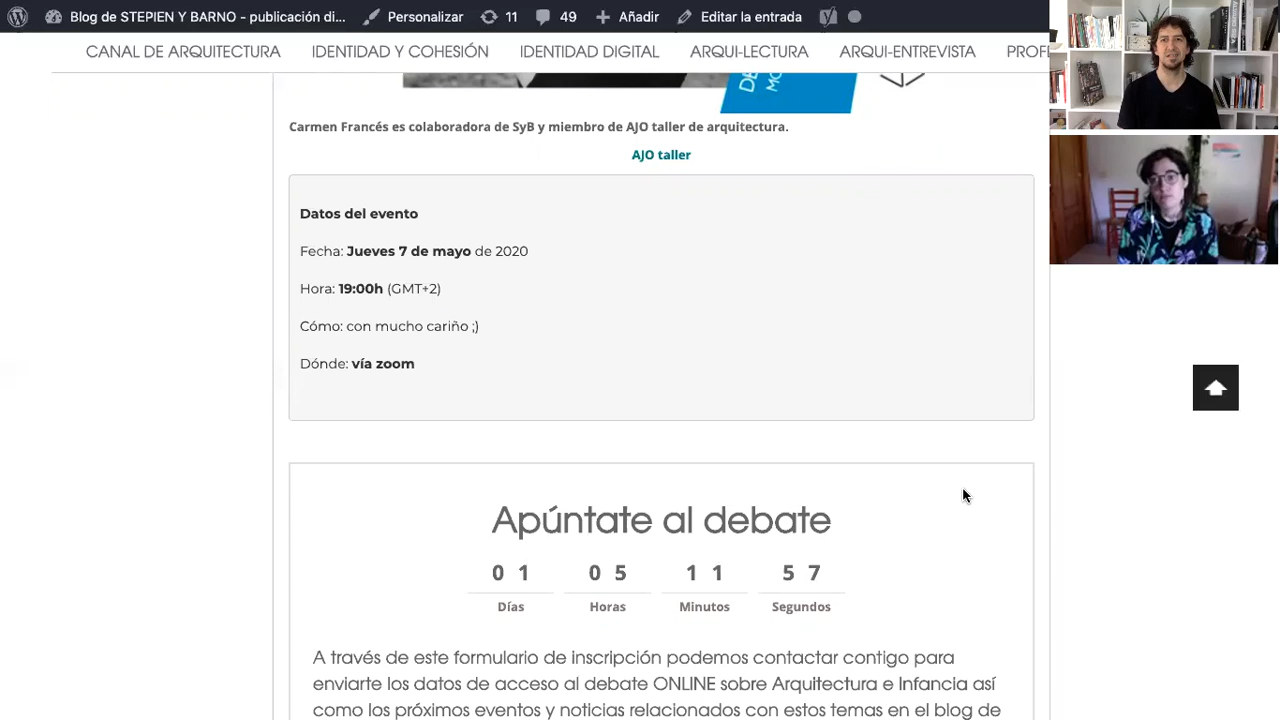 Blog de STEPIEN Y BARNO - publicación di... Personalizar 11 49 Añadir Editar la entrada
CANAL DE ARQUITECTURA IDENTIDAD Y COHESIÓN IDENTIDAD DIGITAL ARQUI-LECTURA ARQUI-ENTREVISTA PROFE
DE
MO
Carmen Francés es colaboradora de SyB y miembro de AJO taller de arquitectura.
AJO taller
Datos del evento
Fecha: Jueves 7 de mayo de 2020
Hora: 19:00h (GMT+2)
Cómo: con mucho cariño ;)
Dónde: vía zoom
Apúntate al debate
01 05 11 57
Días Horas Minutos Segundos
A través de este formulario de inscripción podemos contactar contigo para
enviarte los datos de acceso al debate ONLINE sobre Arquitectura e Infancia así
como los próximos eventos y noticias relacionados con estos temas en el blog de